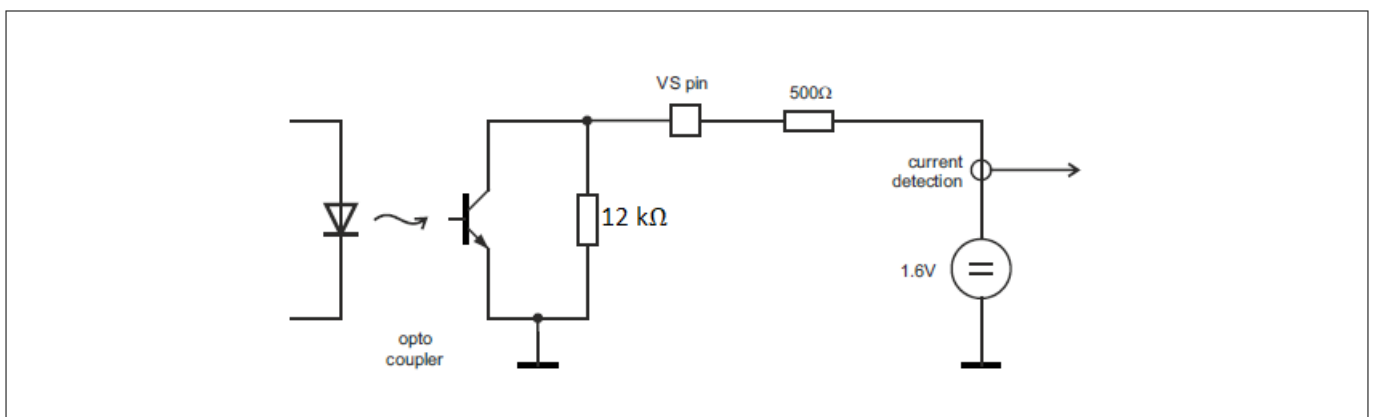 VS pin
500Ω
current
detection
12 kΩ
1.6V
opto
coupler